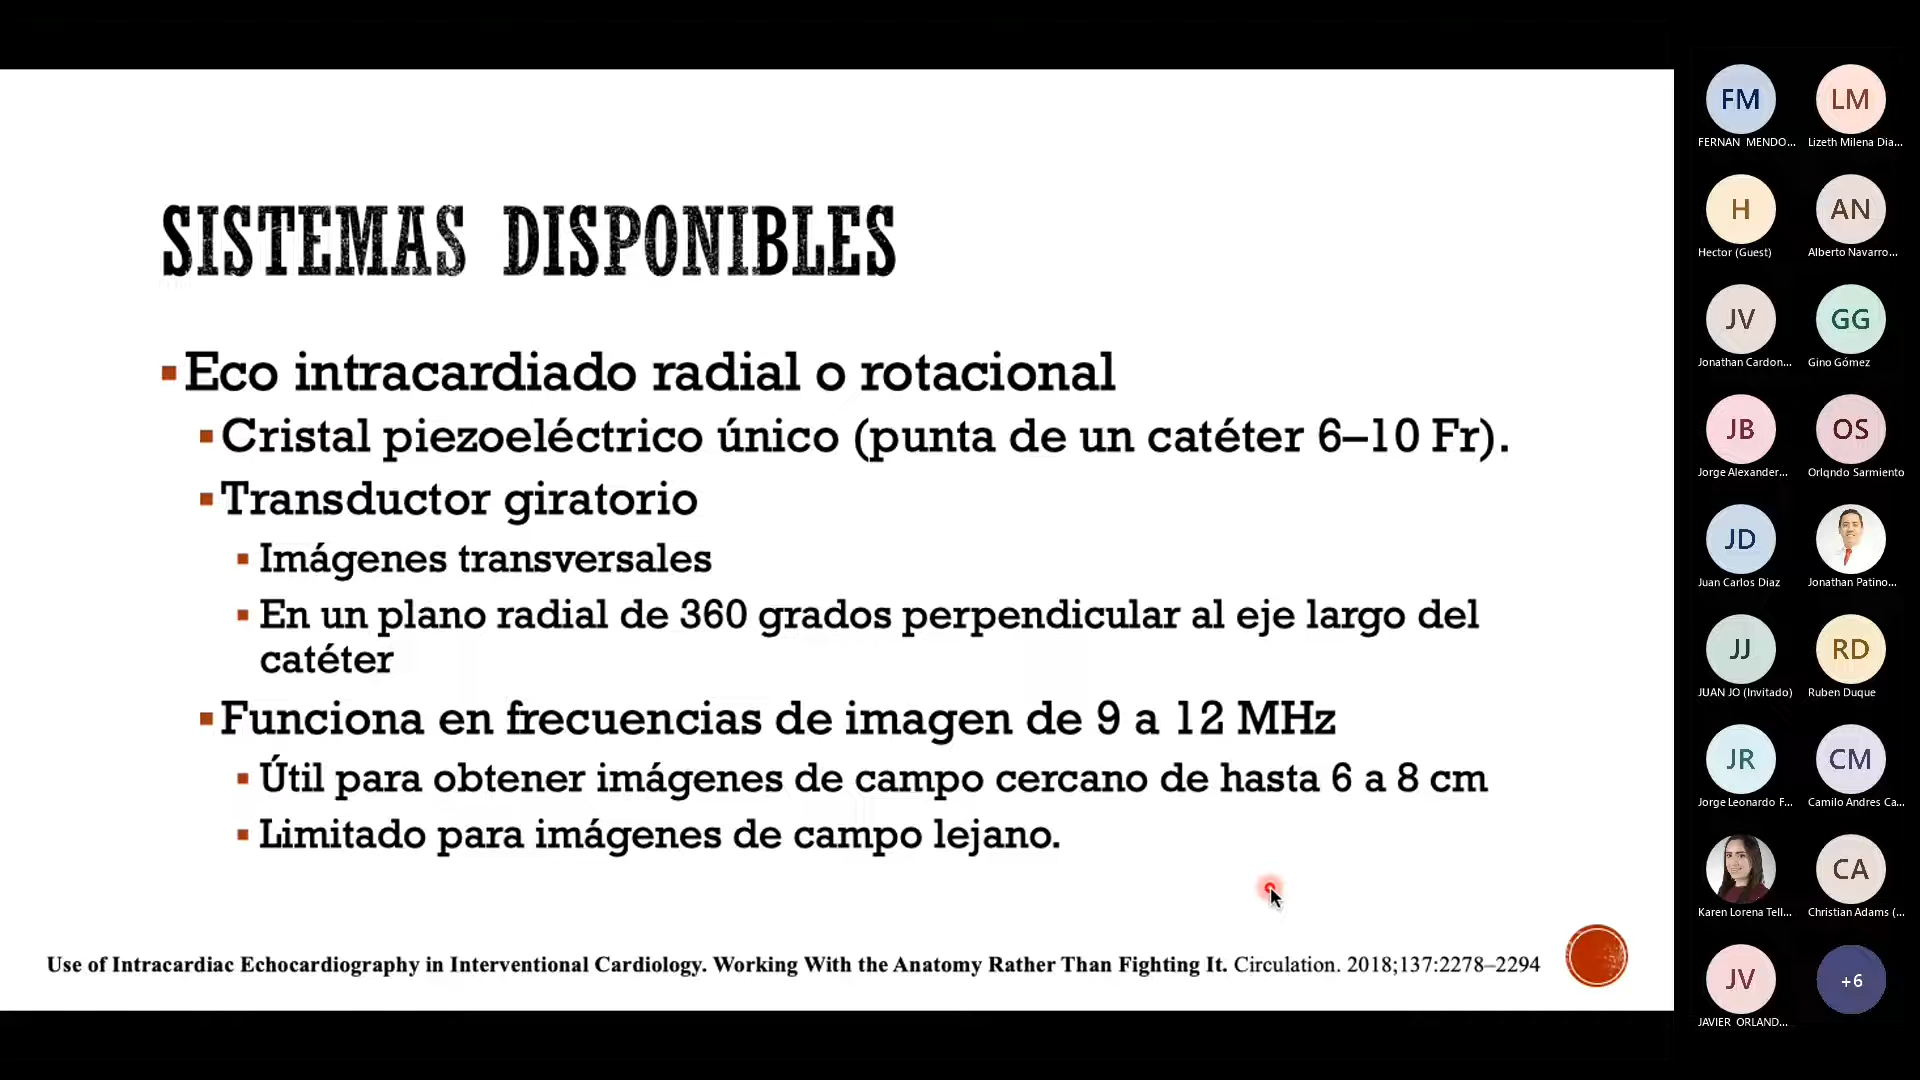 SISTEMAS DISPONIBLES
Eco intracardiado radial o rotacional
Cristal piezoeléctrico único (punta de un catéter 6–10 Fr).
Transductor giratorio
Imágenes transversales
En un plano radial de 360 grados perpendicular al eje largo del
catéter
Funciona en frecuencias de imagen de 9 a 12 MHz
Útil para obtener imágenes de campo cercano de hasta 6 a 8 cm
Limitado para imágenes de campo lejano.
Use of Intracardiac Echocardiography in Interventional Cardiology. Working With the Anatomy Rather Than Fighting It. Circulation. 2018;137:2278–2294
FM
FERNAN MENDO...
LM
Lizeth Milena Dia...
H
Hector (Guest)
AN
Alberto Navarro...
JV
Jonathan Cardon...
GG
Gino Gómez
JB
Jorge Alexander...
OS
Orlqndo Sarmiento
JD
Juan Carlos Diaz
Jonathan Patino...
JJ
JUAN JO (Invitado)
RD
Ruben Duque
JR
Jorge Leonardo F...
CM
Camilo Andres Ca...
Karen Lorena Tell...
CA
Christian Adams (...
JV
JAVIER ORLAND...
+6